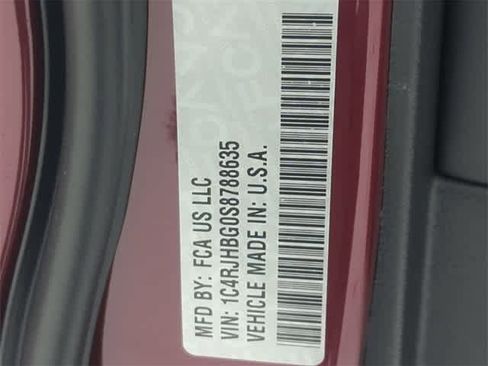 MFD BY: FCA US LLC
VIN: 1C4RJHBG0S8788635
VEHICLE MADE IN: U.S.A.